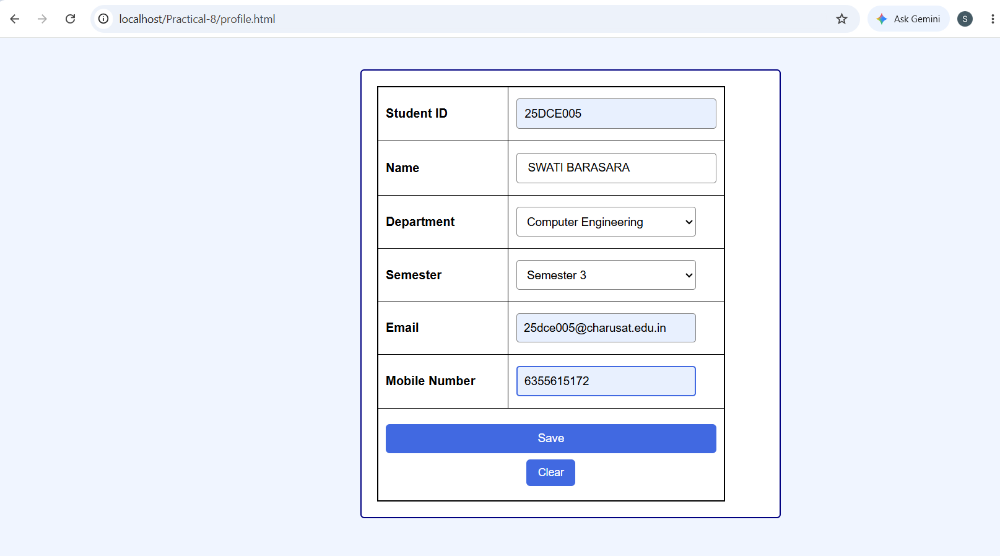 localhost/Practical-8/profile.html
Ask Gemini
S
Student ID 25DCE005
Name SWATI BARASARA
Department Computer Engineering
Semester Semester 3
Email 25dce005@charusat.edu.in
Mobile Number 6355615172
Save
Clear